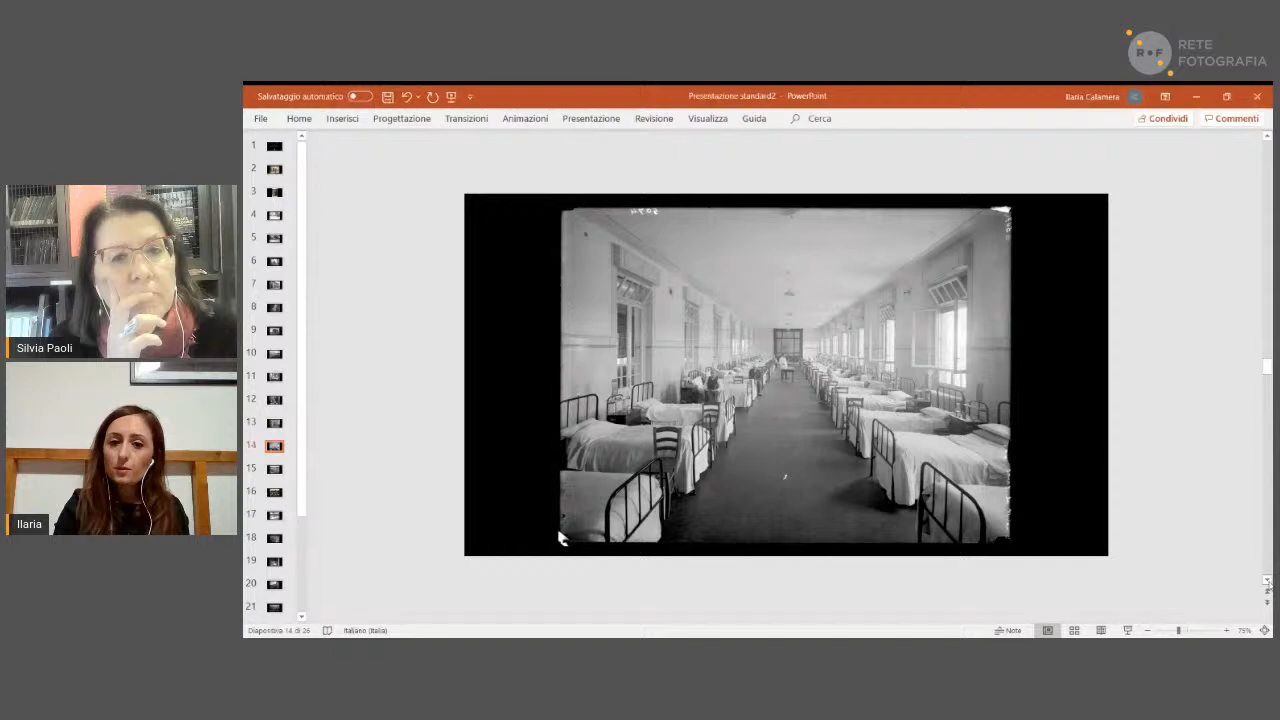 RETE
R F FOTOGRAFIA
Salvataggio automatico
Presentazione standard2 - PowerPoint
Ilaria Calamera
File Home Inserisci Progettazione Transizioni Animazioni Presentazione Revisione Visualizza Guida Cerca
Condividi Commenti
1
2
3
4
5
6
7
8
9
10
11
12
13
14
15
16
17
18
19
20
21
Silvia Paoli
Ilaria
Diapositiva 14 di 26 Italiano (Italia)
Note
75%